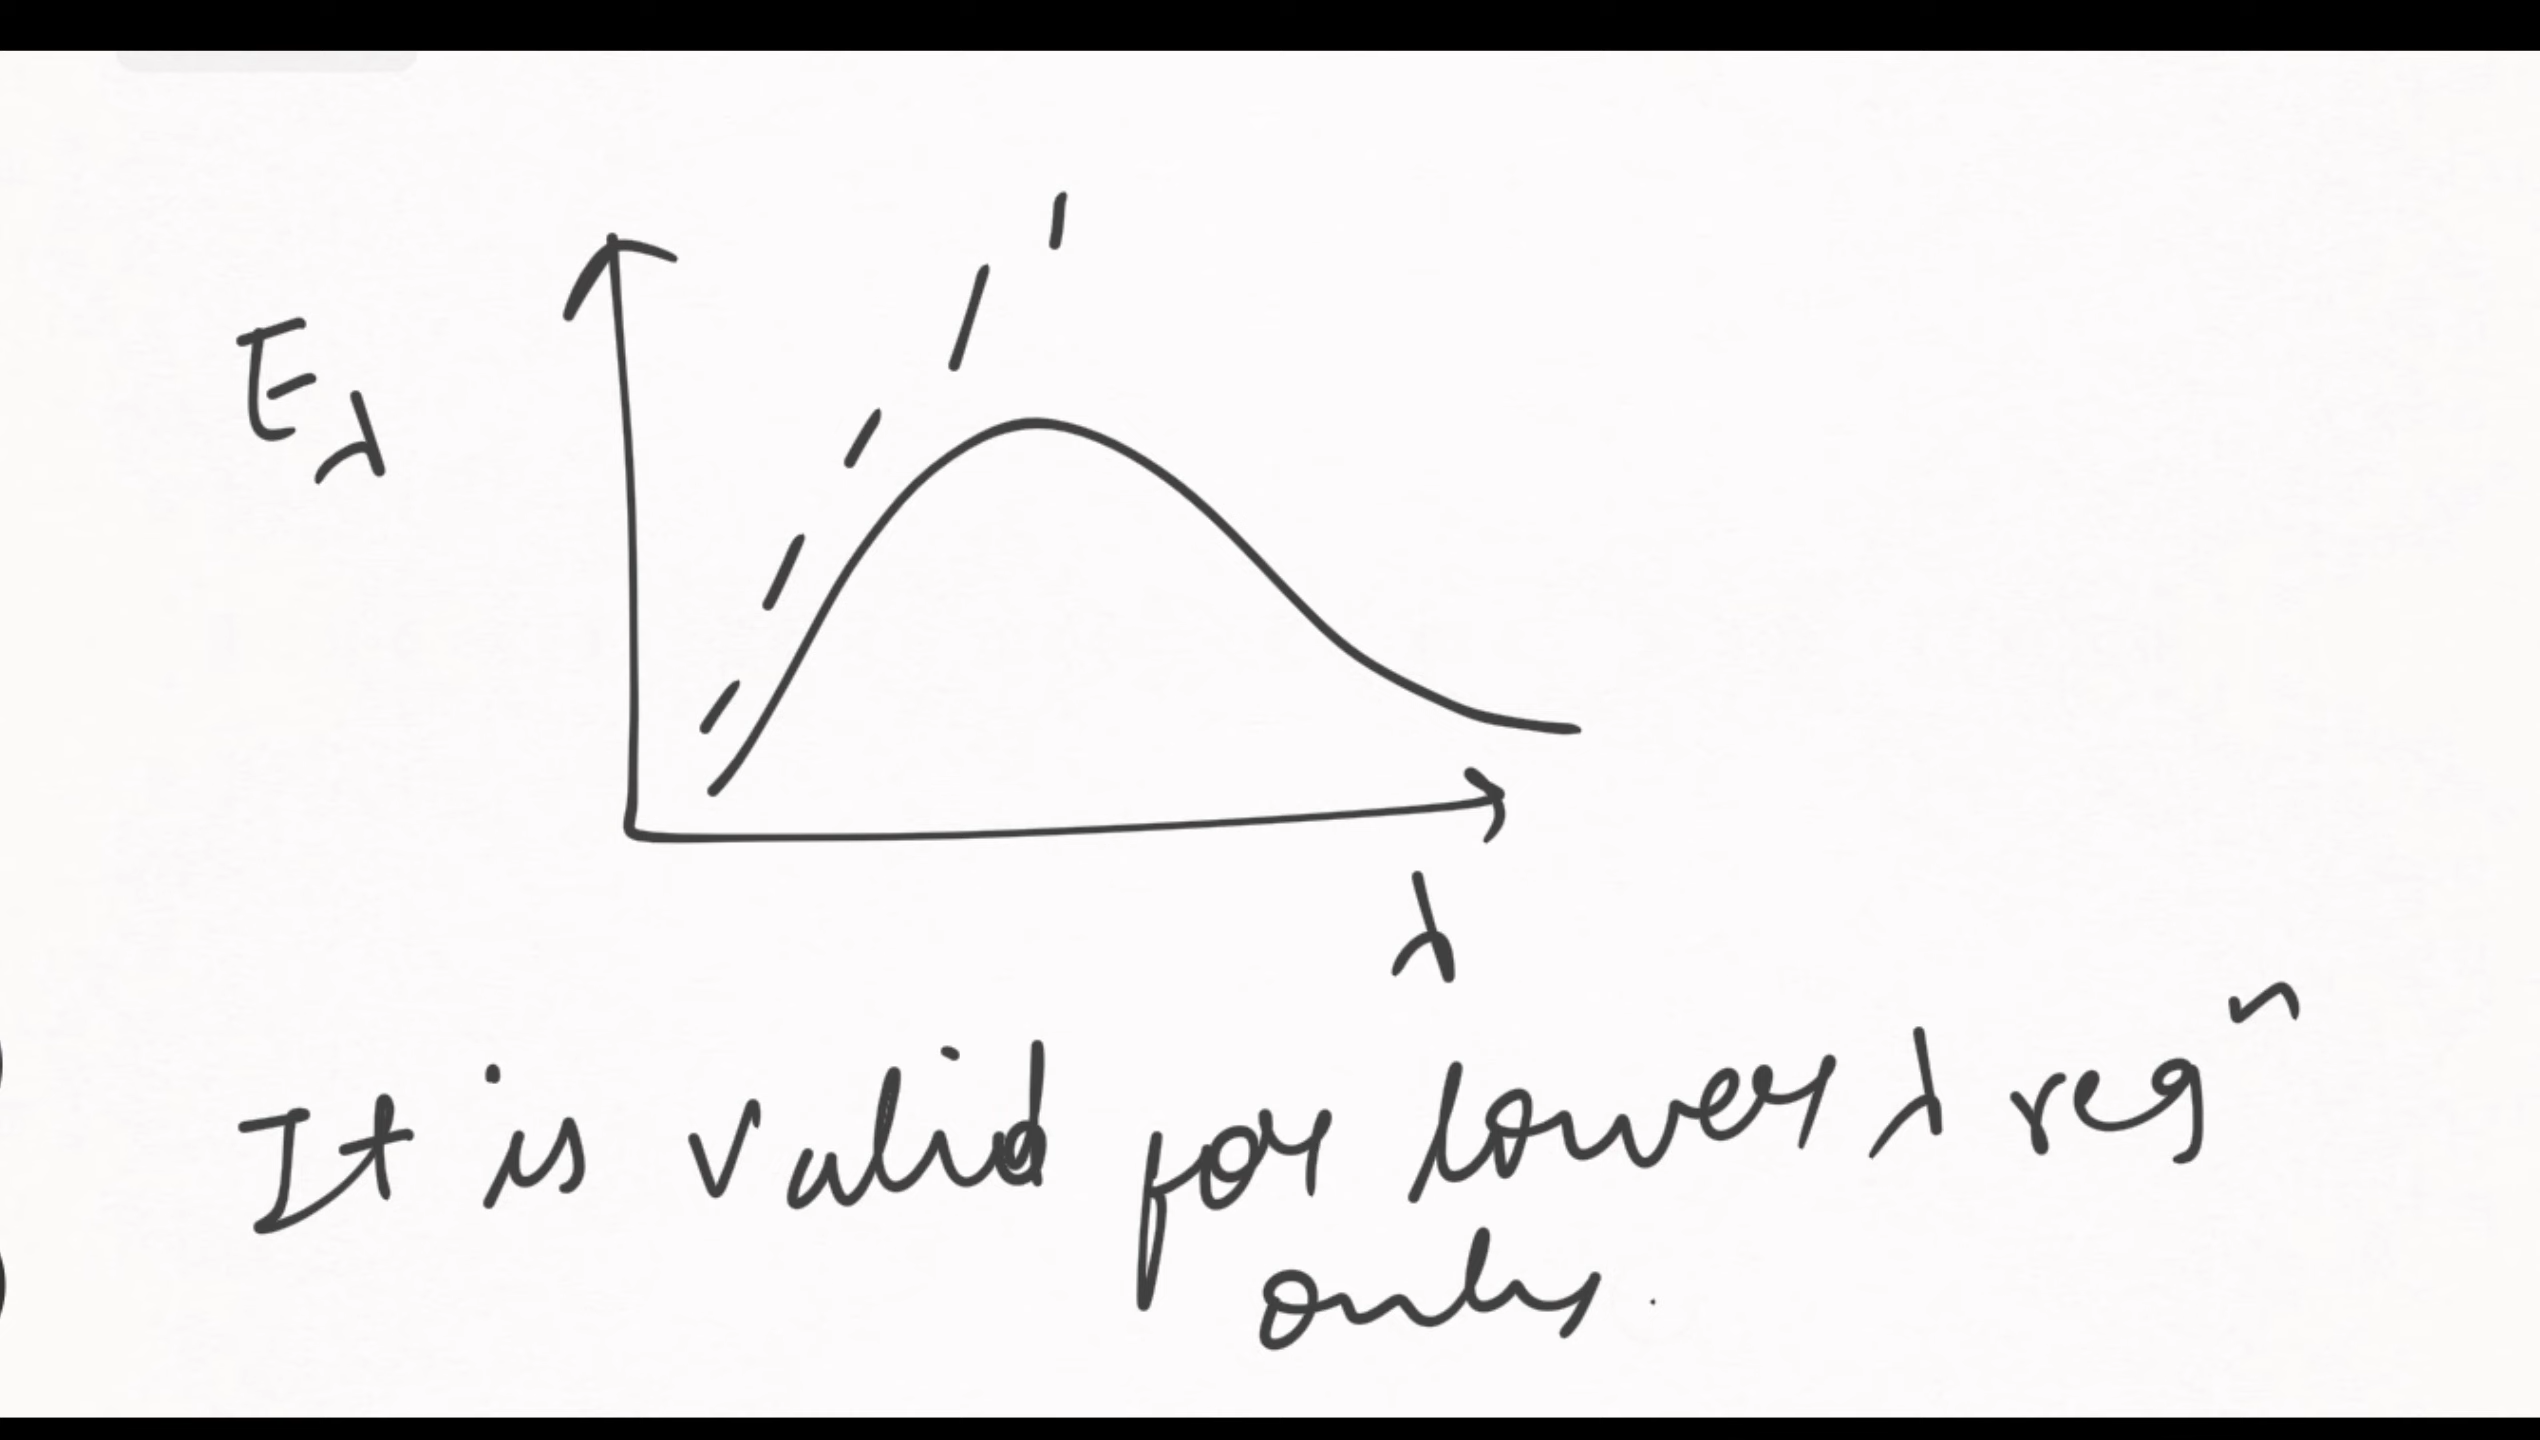 Eλ
λ
It is valid for lower λ regⁿ
only.